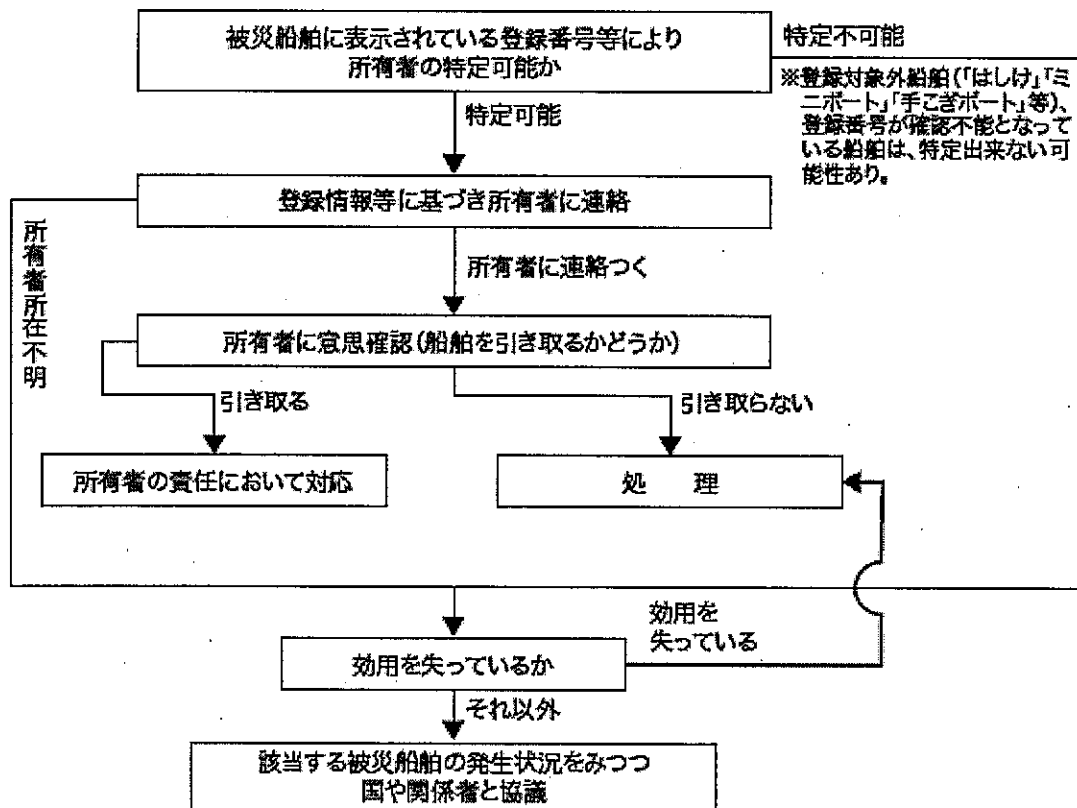 被災船舶に表示されている登録番号等により
所有者の特定可能か
特定不可能
※登録対象外船舶(「はしけ」「ミ
ニボート」「手こぎボート」等)、
登録番号が確認不能となって
いる船舶は、特定出来ない可
能性あり。
特定可能
登録情報等に基づき所有者に連絡
所有者所在不明
所有者に連絡つく
所有者に意思確認(船舶を引き取るかどうか)
引き取る
引き取らない
所有者の責任において対応
処 理
効用を
失っている
効用を失っているか
それ以外
該当する被災船舶の発生状況をみつつ
国や関係者と協議